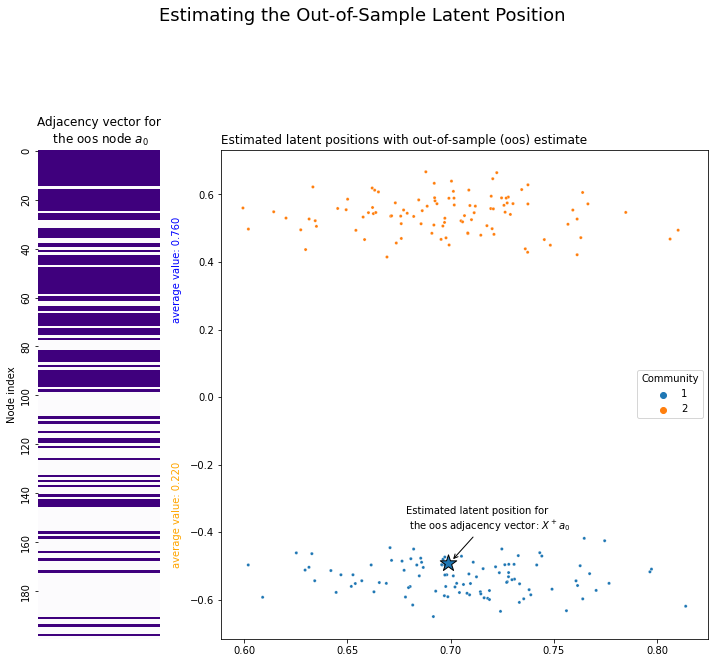 Estimating the Out-of-Sample Latent Position
Adjacency vector for
the oos node a₀
Node index
0
20
40
60
80
100
120
140
160
180
average value: 0.760
average value: 0.220
Estimated latent positions with out-of-sample (oos) estimate
0.6
0.4
0.2
0.0
−0.2
−0.4
−0.6
Community
1
2
Estimated latent position for
the oos adjacency vector: X⁺a₀
0.60
0.65
0.70
0.75
0.80